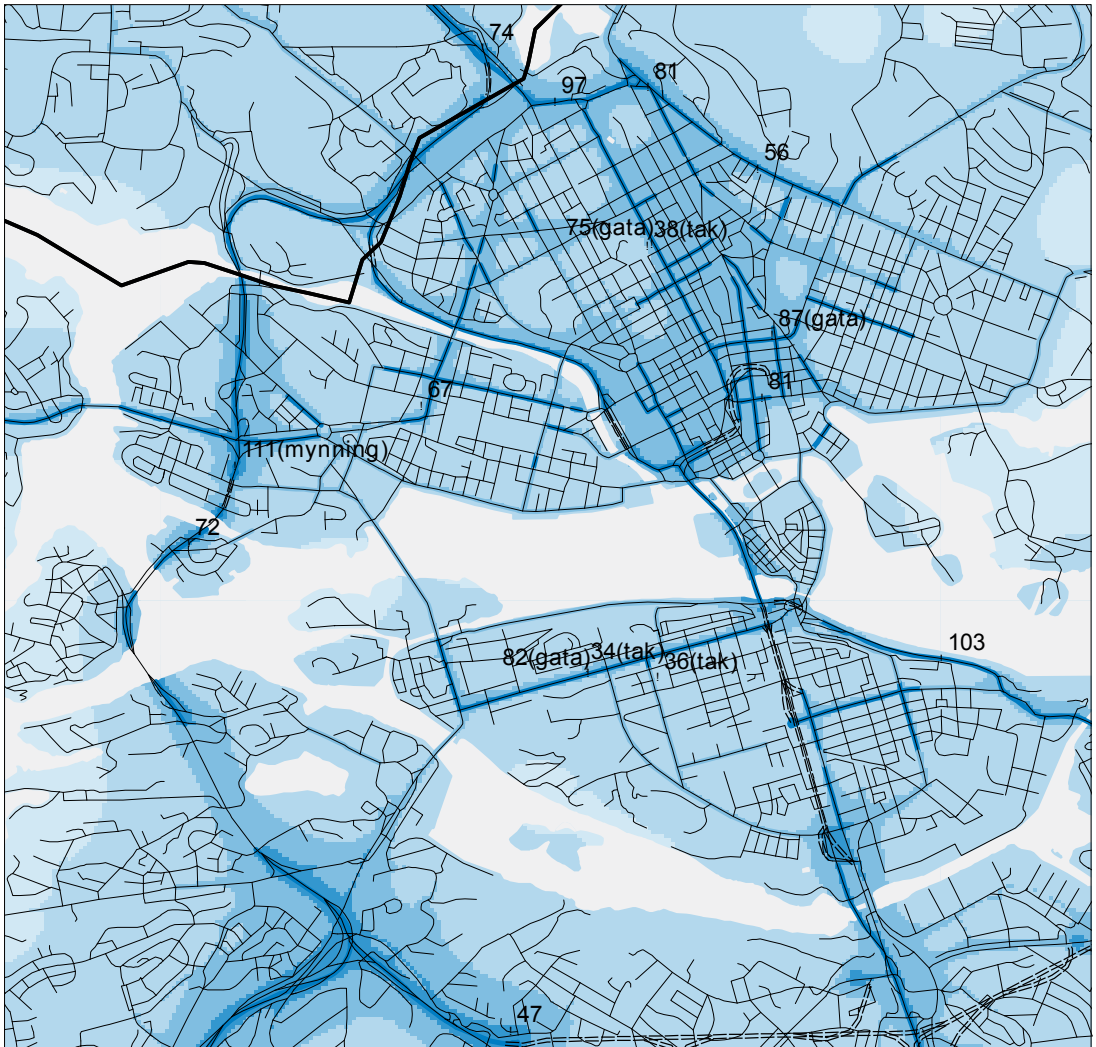 74
81
97
56
75(gata)
38(tak)
87(gata)
81
67
111(mynning)
72
103
82(gata)
34(tak)
36(tak)
47